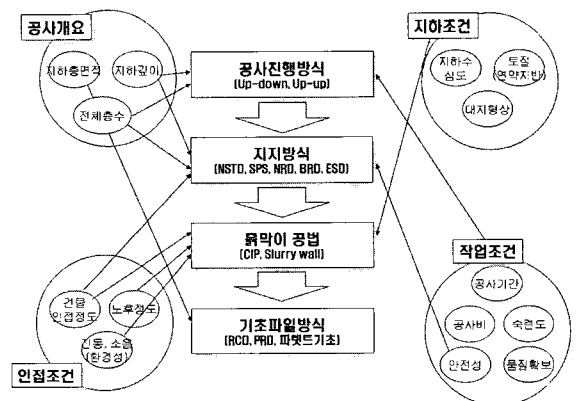 공사개요
지하층면적
지하깊이
전체층수
공사진행방식
(Up-down, Up-up)
지하조건
지하수
심도
토질
(연약지반)
대지형상
지지방식
(NSTD, SPS, NRD, BRD, ESD)
흙막이 공법
(CIP, Slurry wall)
기초파일방식
(RCD, PRD, 파켓트기초)
건물
인접정도
노후정도
진동, 소음
(환경성)
인접조건
작업조건
공사기간
공사비
숙련도
안전성
품질확보